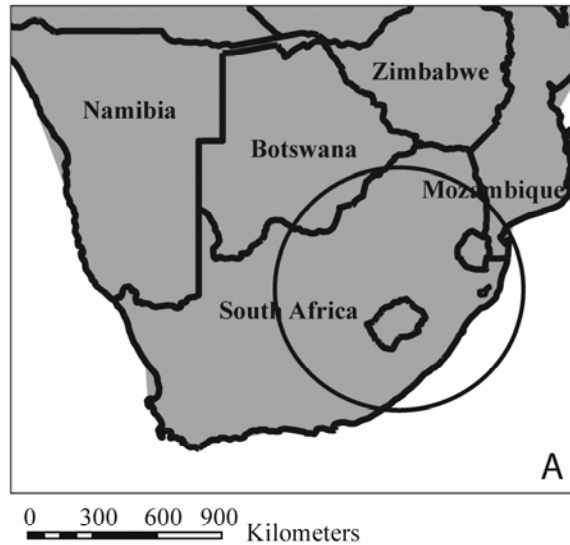 Zimbabwe
Namibia
Botswana
Mozambique
South Africa
A
0 300 600 900
Kilometers